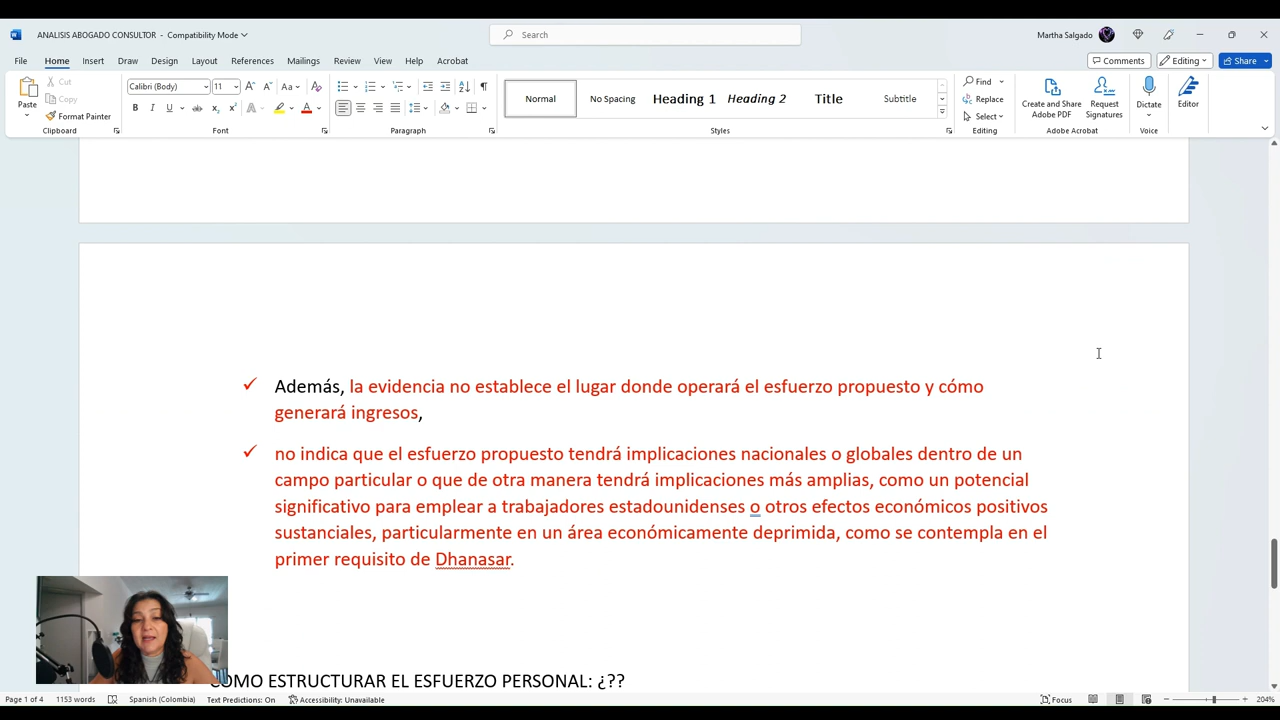 ANALISIS ABOGADO CONSULTOR - Compatibility Mode
Search
Martha Salgado
File Home Insert Draw Design Layout References Mailings Review View Help Acrobat
Comments Editing Share
Paste
Cut
Copy
Format Painter
Clipboard
Calibri (Body) 11
Font
Paragraph
Normal No Spacing Heading 1 Heading 2 Title Subtitle
Styles
Find
Replace
Select
Editing
Create and Share
Adobe PDF
Request
Signatures
Adobe Acrobat
Dictate
Voice
Editor
Además, la evidencia no establece el lugar donde operará el esfuerzo propuesto y cómo
generará ingresos,
no indica que el esfuerzo propuesto tendrá implicaciones nacionales o globales dentro de un
campo particular o que de otra manera tendrá implicaciones más amplias, como un potencial
significativo para emplear a trabajadores estadounidenses o otros efectos económicos positivos
sustanciales, particularmente en un área económicamente deprimida, como se contempla en el
primer requisito de Dhanasar.
COMO ESTRUCTURAR EL ESFUERZO PERSONAL: ¿??
Page 1 of 4 1153 words Spanish (Colombia) Text Predictions: On Accessibility: Unavailable
Focus
204%